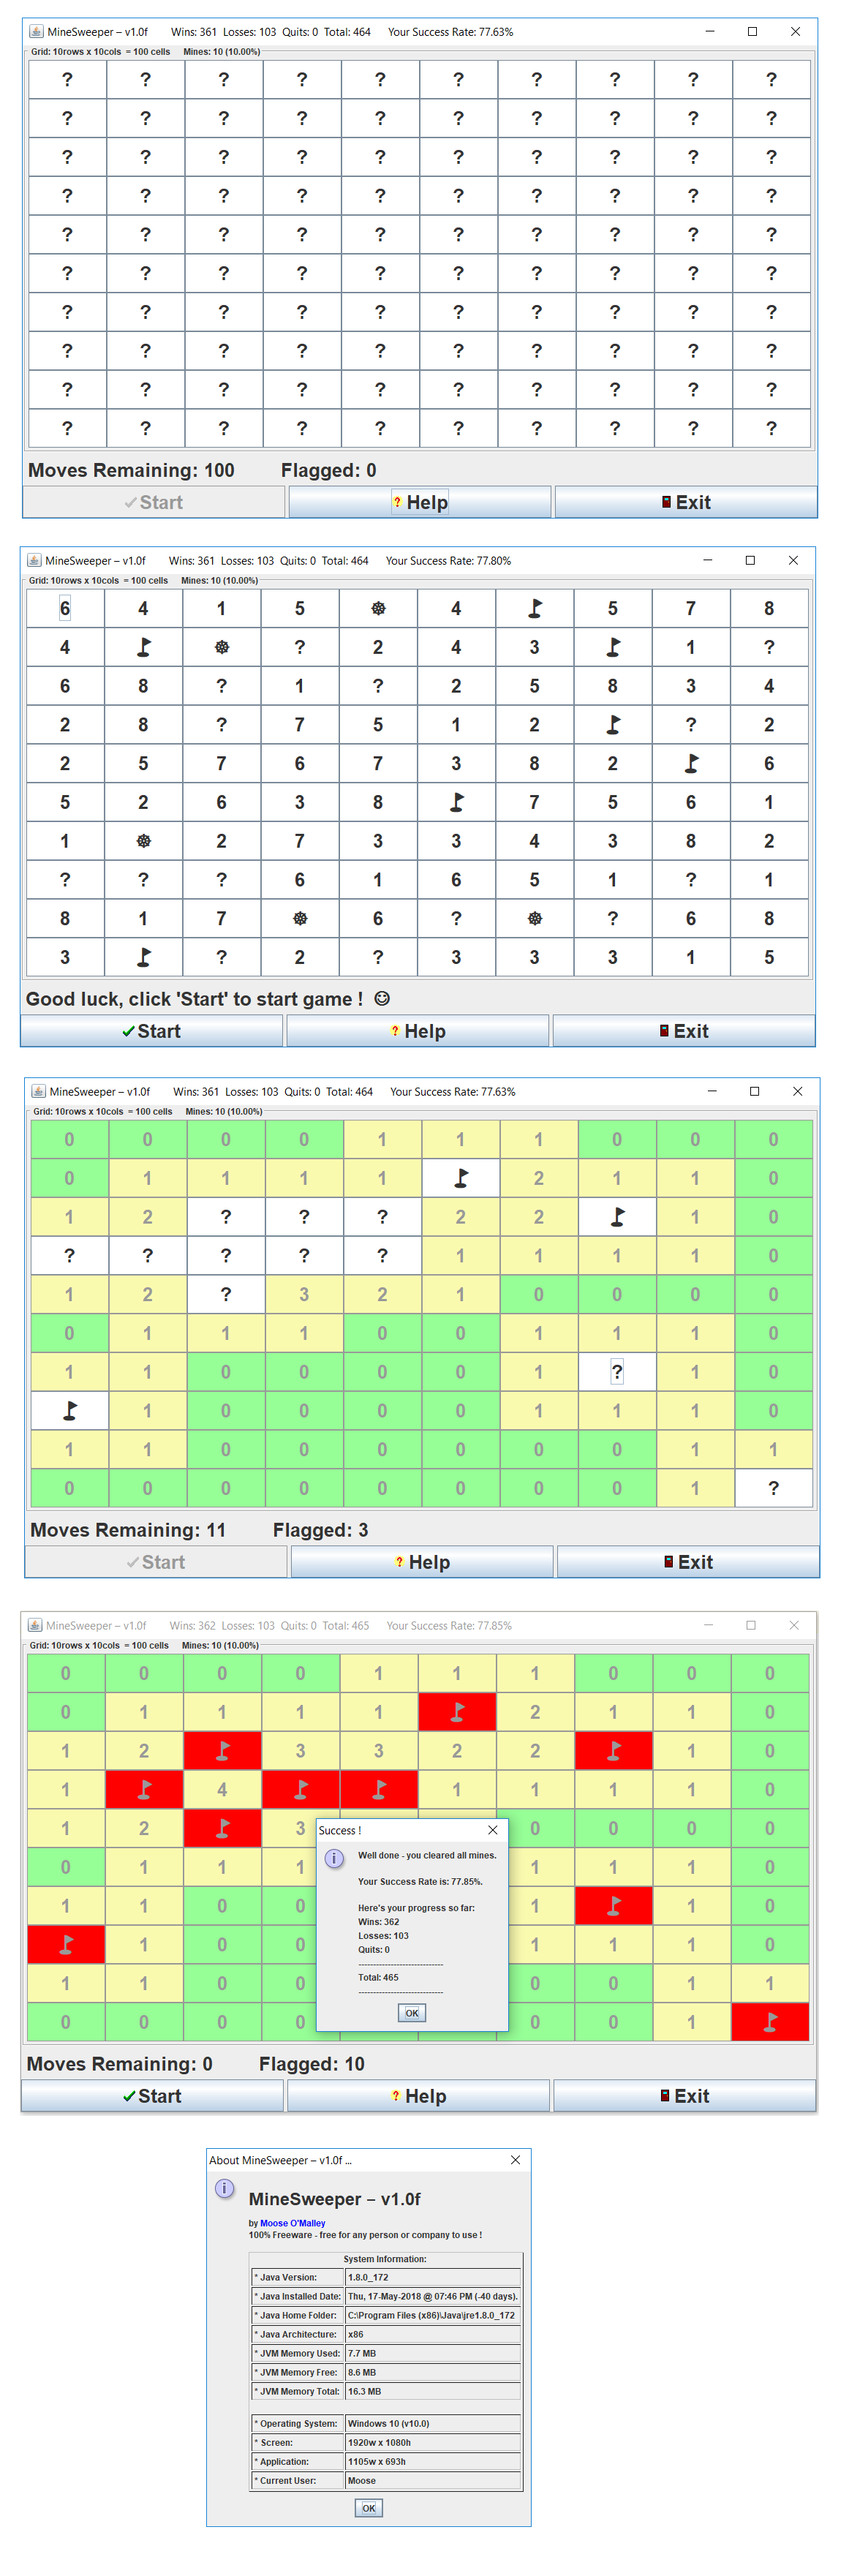 MineSweeper – v1.0f Wins: 361 Losses: 103 Quits: 0 Total: 464 Your Success Rate: 77.63%
Grid: 10rows x 10cols = 100 cells Mines: 10 (10.00%)
? ? ? ? ? ? ? ? ? ?
? ? ? ? ? ? ? ? ? ?
? ? ? ? ? ? ? ? ? ?
? ? ? ? ? ? ? ? ? ?
? ? ? ? ? ? ? ? ? ?
? ? ? ? ? ? ? ? ? ?
? ? ? ? ? ? ? ? ? ?
? ? ? ? ? ? ? ? ? ?
? ? ? ? ? ? ? ? ? ?
? ? ? ? ? ? ? ? ? ?
Moves Remaining: 100 Flagged: 0
Start Help Exit
MineSweeper – v1.0f Wins: 361 Losses: 103 Quits: 0 Total: 464 Your Success Rate: 77.80%
Grid: 10rows x 10cols = 100 cells Mines: 10 (10.00%)
6 4 1 5 4 5 7 8
4 ? 2 4 3 1 ?
6 8 ? 1 ? 2 5 8 3 4
2 8 ? 7 5 1 2 ? 2
2 5 7 6 7 3 8 2 6
5 2 6 3 8 7 5 6 1
1 2 7 3 3 4 3 8 2
? ? ? 6 1 6 5 1 ? 1
8 1 7 6 ? ? 6 8
3 ? 2 ? 3 3 3 1 5
Good luck, click 'Start' to start game ! ☺
Start Help Exit
MineSweeper – v1.0f Wins: 361 Losses: 103 Quits: 0 Total: 464 Your Success Rate: 77.63%
Grid: 10rows x 10cols = 100 cells Mines: 10 (10.00%)
0 0 0 0 1 1 1 0 0 0
0 1 1 1 1 2 1 1 0
1 2 ? ? ? 2 2 1 0
? ? ? ? ? 1 1 1 1 0
1 2 ? 3 2 1 0 0 0 0
0 1 1 1 0 0 1 1 1 0
1 1 0 0 0 0 1 ? 1 0
1 0 0 0 0 1 1 1 0
1 1 0 0 0 0 0 0 1 1
0 0 0 0 0 0 0 0 1 ?
Moves Remaining: 11 Flagged: 3
Start Help Exit
MineSweeper – v1.0f Wins: 362 Losses: 103 Quits: 0 Total: 465 Your Success Rate: 77.85%
Grid: 10rows x 10cols = 100 cells Mines: 10 (10.00%)
0 0 0 0 1 1 1 0 0 0
0 1 1 1 1 2 1 1 0
1 2 3 3 2 2 1 0
1 4 1 1 1 1 0
1 2 3 0 0 0 0
0 1 1 1 1 1 1 0
1 1 0 0 1 1 0
1 0 0 1 1 1 0
1 1 0 0 0 0 1 1
0 0 0 0 0 0 1
Success !
Well done - you cleared all mines.
Your Success Rate is: 77.85%.
Here's your progress so far:
Wins: 362
Losses: 103
Quits: 0
----------------------------
Total: 465
----------------------------
OK
Moves Remaining: 0 Flagged: 10
Start Help Exit
About MineSweeper – v1.0f ...
MineSweeper – v1.0f
by Moose O'Malley
100% Freeware - free for any person or company to use !
System Information:
* Java Version: 1.8.0_172
* Java Installed Date: Thu, 17-May-2018 @ 07:46 PM (-40 days).
* Java Home Folder: C:\Program Files (x86)\Java\jre1.8.0_172
* Java Architecture: x86
* JVM Memory Used: 7.7 MB
* JVM Memory Free: 8.6 MB
* JVM Memory Total: 16.3 MB
* Operating System: Windows 10 (v10.0)
* Screen: 1920w x 1080h
* Application: 1105w x 693h
* Current User: Moose
OK